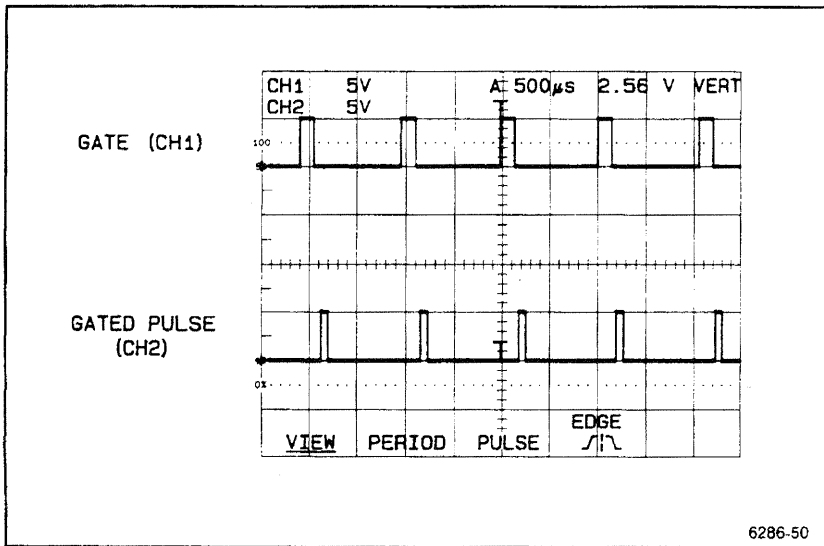 CH1 5V A 500µs 2.56 V VERT
CH2 5V
GATE (CH1)
100
GATED PULSE
(CH2)
0%
EDGE
VIEW PERIOD PULSE
6286-50